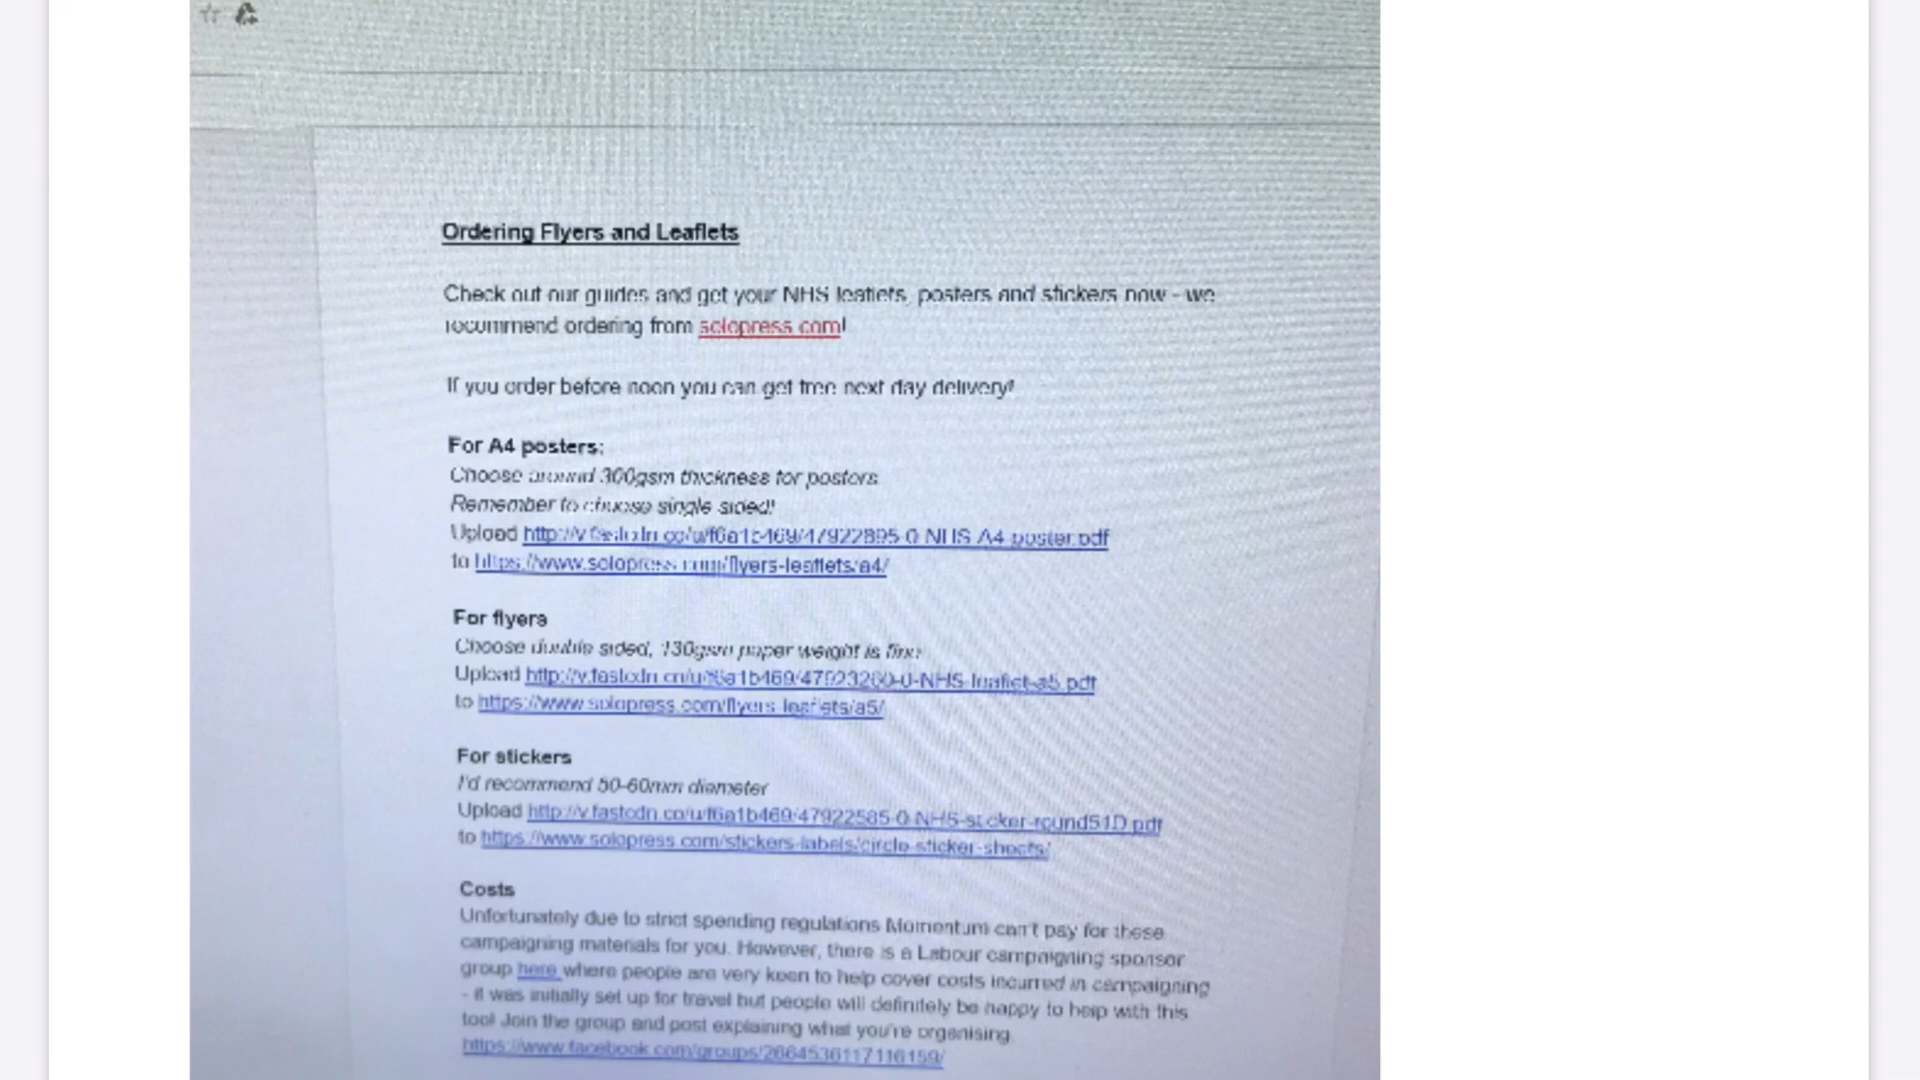 Ordering Flyers and Leaflets
Check out our guides and get your NHS leaflets, posters and stickers now - we
recommend ordering from solopress.com!
If you order before noon you can get free next day delivery!
For A4 posters:
Choose around 300gsm thickness for posters
Remember to choose single sided!
Upload http://v.fastcdn.co/u/f6a1b469/47922895-0-NHS-A4-poster.pdf
to https://www.solopress.com/flyers-leaflets/a4/
For flyers
Choose double sided, 130gsm paper weight is fine
Upload http://v.fastcdn.co/u/f6a1b469/47923260-0-NHS-leaflet-a5.pdf
to https://www.solopress.com/flyers-leaflets/a5/
For stickers
I'd recommend 50-60mm diameter
Upload http://v.fastcdn.co/u/f6a1b469/47922585-0-NHS-sticker-round51D.pdf
to https://www.solopress.com/stickers-labels/circle-sticker-sheets/
Costs
Unfortunately due to strict spending regulations Momentum can't pay for these
campaigning materials for you. However, there is a Labour campaigning sponsor
group here where people are very keen to help cover costs incurred in campaigning
- it was initially set up for travel but people will definitely be happy to help with this
too! Join the group and post explaining what you're organising.
https://www.facebook.com/groups/2664536117116159/